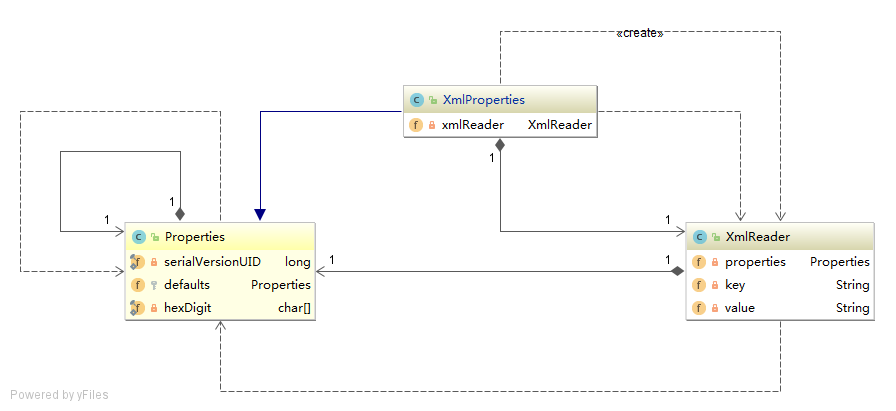 «create»
C XmlProperties
f xmlReader XmlReader
1
1
1
1
C Properties
f serialVersionUID long
f defaults Properties
f hexDigit char[]
1
1
C XmlReader
f properties Properties
f key String
f value String
Powered by yFiles